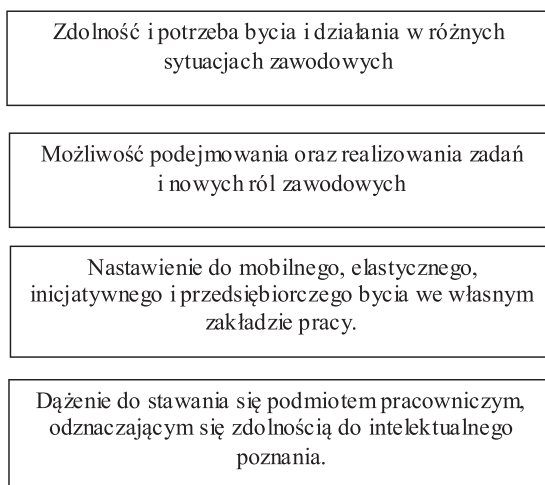 Zdolność i potrzeba bycia i działania w różnych
sytuacjach zawodowych
Możliwość podejmowania oraz realizowania zadań
i nowych ról zawodowych
Nastawienie do mobilnego, elastycznego,
inicjatywnego i przedsiębiorczego bycia we własnym
zakładzie pracy.
Dążenie do stawania się podmiotem pracowniczym,
odznaczającym się zdolnością do intelektualnego
poznania.